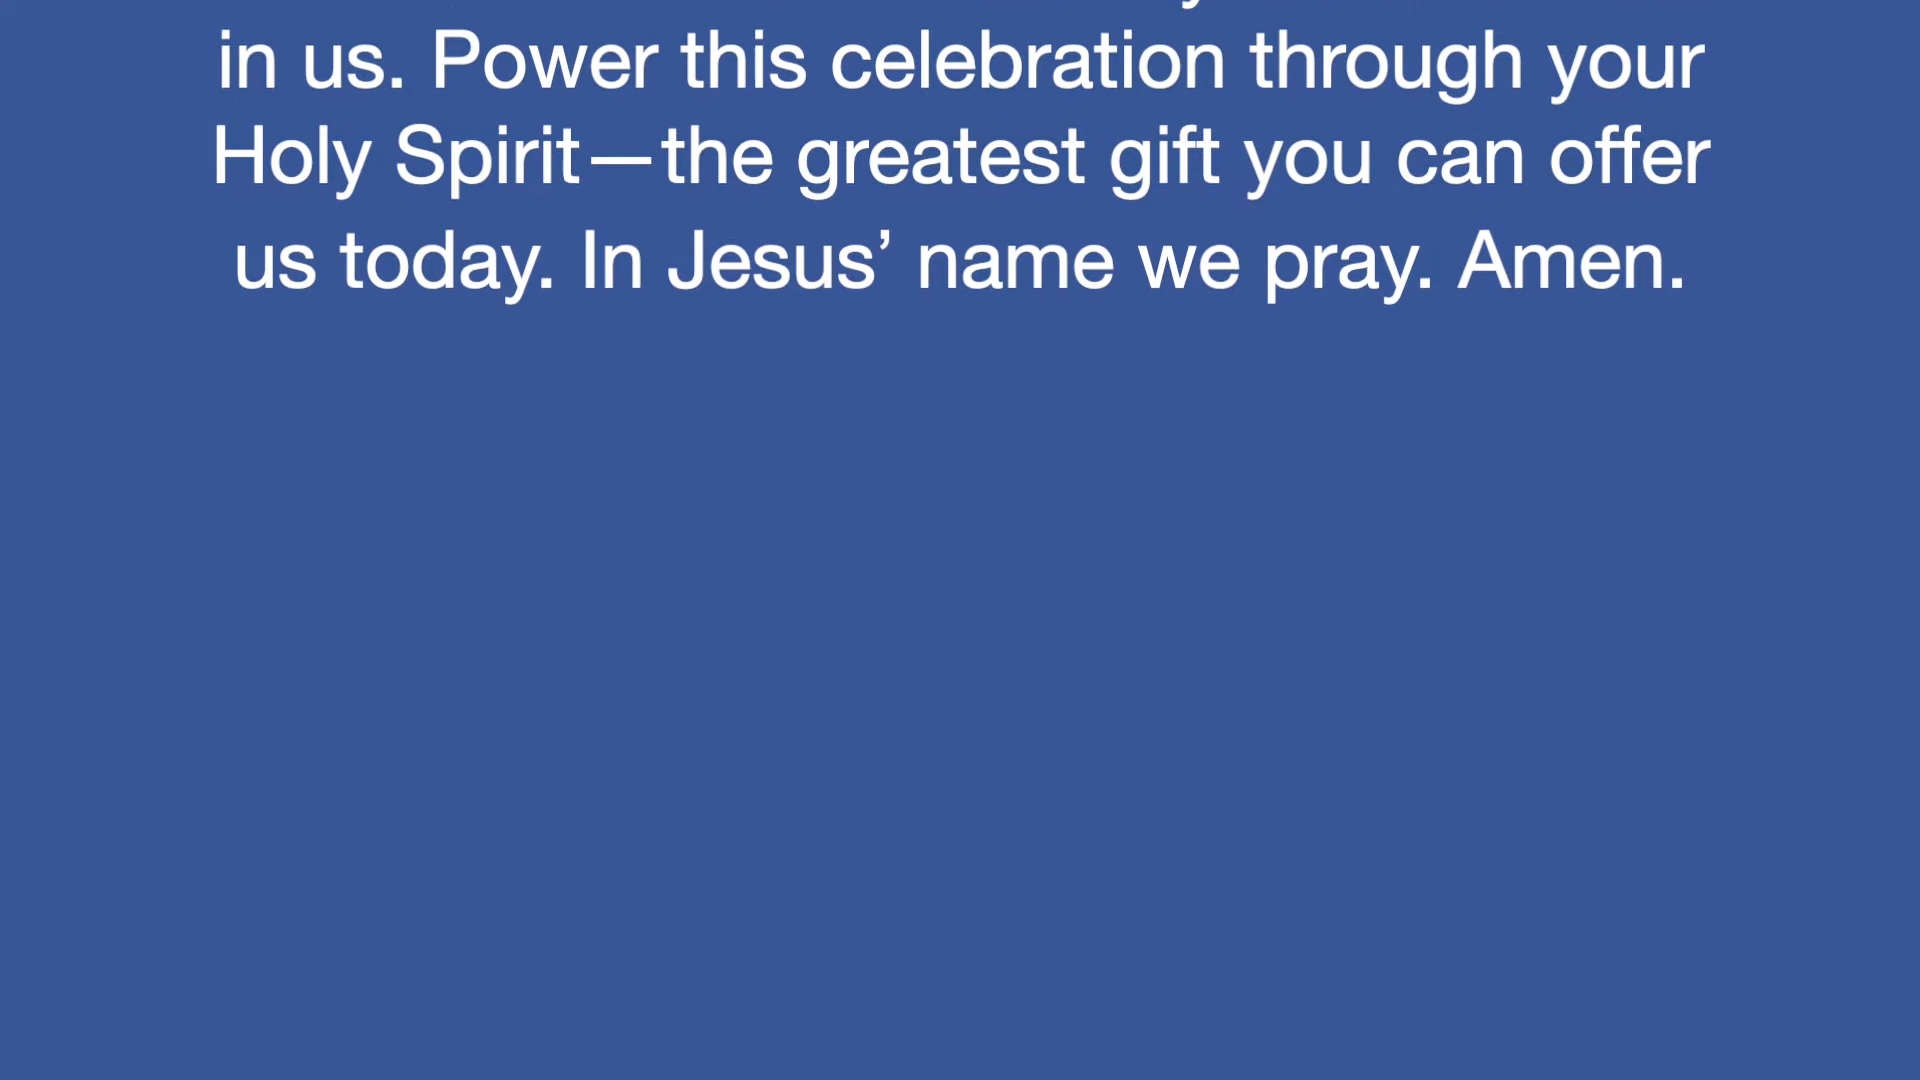 in us. Power this celebration through your
Holy Spirit—the greatest gift you can offer
us today. In Jesus’ name we pray. Amen.